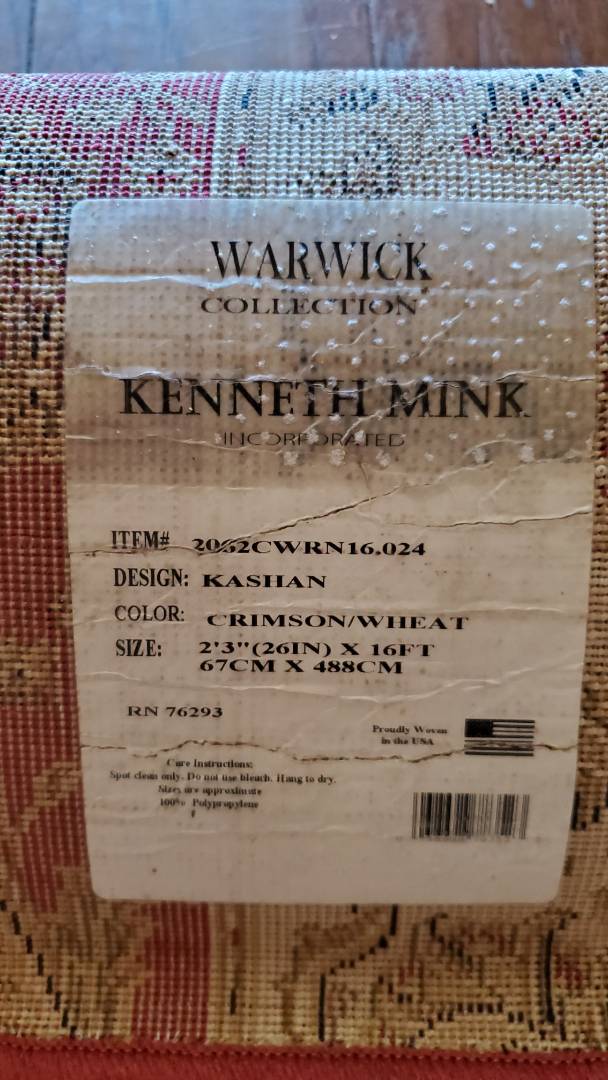 WARWICK
COLLECTION
KENNETH MINK
INCORPORATED
ITEM# 2062CWRN16.024
DESIGN: KASHAN
COLOR: CRIMSON/WHEAT
SIZE: 2'3"(26IN) X 16FT
67CM X 488CM
RN 76293
Proudly Woven
in the USA
Care Instructions:
Spot clean only. Do not use bleach. Hang to dry.
Sizes are approximate
100% Polypropylene